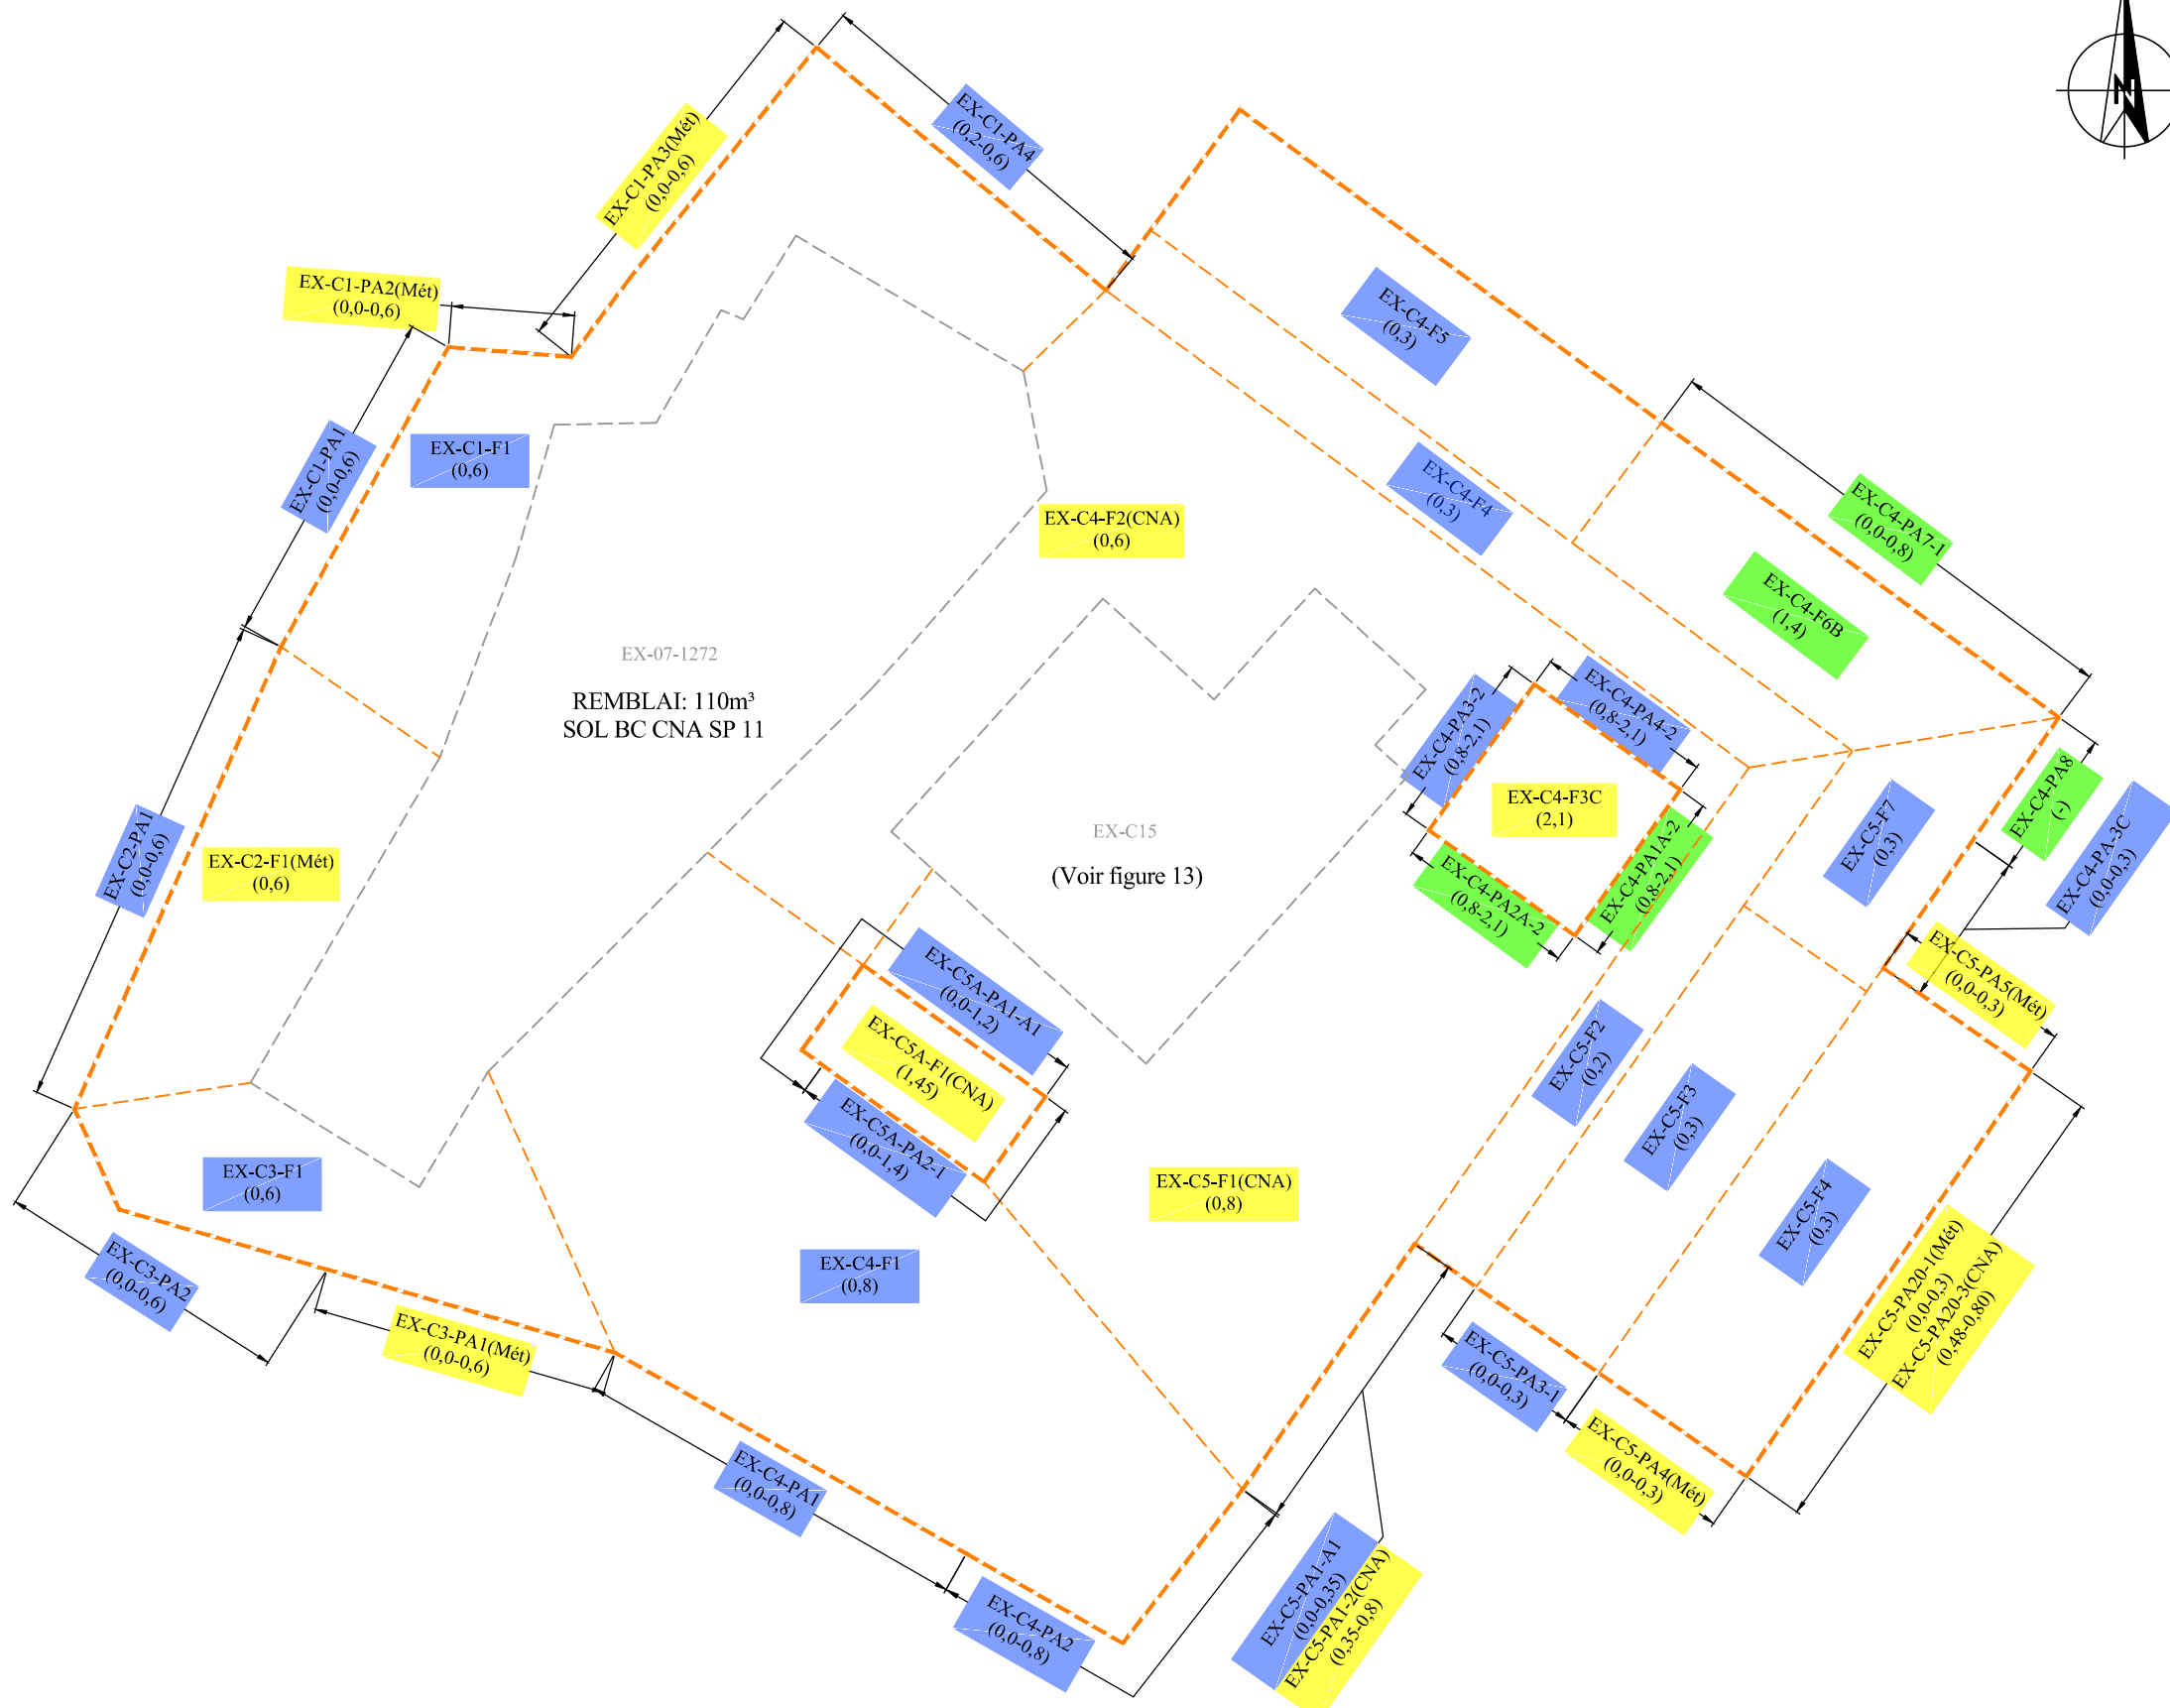 N
EX-C1-PA4
(0,2-0,6)
EX-C1-PA3(Mét)
(0,0-0,6)
EX-C1-PA2(Mét)
(0,0-0,6)
EX-C4-F5
(0,3)
EX-C1-PA1
(0,0-0,6)
EX-C1-F1
(0,6)
EX-C4-F4
(0,3)
EX-C4-PA7-1
(0,0-0,8)
EX-C4-F2(CNA)
(0,6)
EX-C4-F6B
(1,4)
EX-07-1272
REMBLAI: 110m³
SOL BC CNA SP 11
EX-C4-PA3-2
(0,8-2,1)
EX-C4-PA4-2
(0,8-2,1)
EX-C4-F3C
(2,1)
EX-C4-PA8
(-)
EX-C5-F7
(0,3)
EX-C4-PA-3C
(0,0-0,3)
EX-C2-PA1
(0,0-0,6)
EX-C2-F1(Mét)
(0,6)
EX-C15
(Voir figure 13)
EX-C4-PA1A-2
(0,8-2,1)
EX-C4-PA2A-2
(0,8-2,1)
EX-C5-PA5(Mét)
(0,0-0,3)
EX-C5A-PA1-A1
(0,0-1,2)
EX-C5A-F1(CNA)
(1,45)
EX-C5A-PA2-1
(0,0-1,4)
EX-C5-F2
(0,2)
EX-C5-F3
(0,3)
EX-C5-F4
(0,3)
EX-C3-F1
(0,6)
EX-C5-F1(CNA)
(0,8)
EX-C3-PA2
(0,0-0,6)
EX-C4-F1
(0,8)
EX-C5-PA20-1(Mét)
(0,0-0,3)
EX-C5-PA20-3(CNA)
(0,48-0,80)
EX-C3-PA1(Mét)
(0,0-0,6)
EX-C5-PA3-1
(0,0-0,3)
EX-C5-PA4(Mét)
(0,0-0,3)
EX-C4-PA1
(0,0-0,8)
EX-C4-PA2
(0,0-0,8)
EX-C5-PA1-A1
(0,0-0,35)
EX-C5-PA1-2(CNA)
(0,35-0,8)